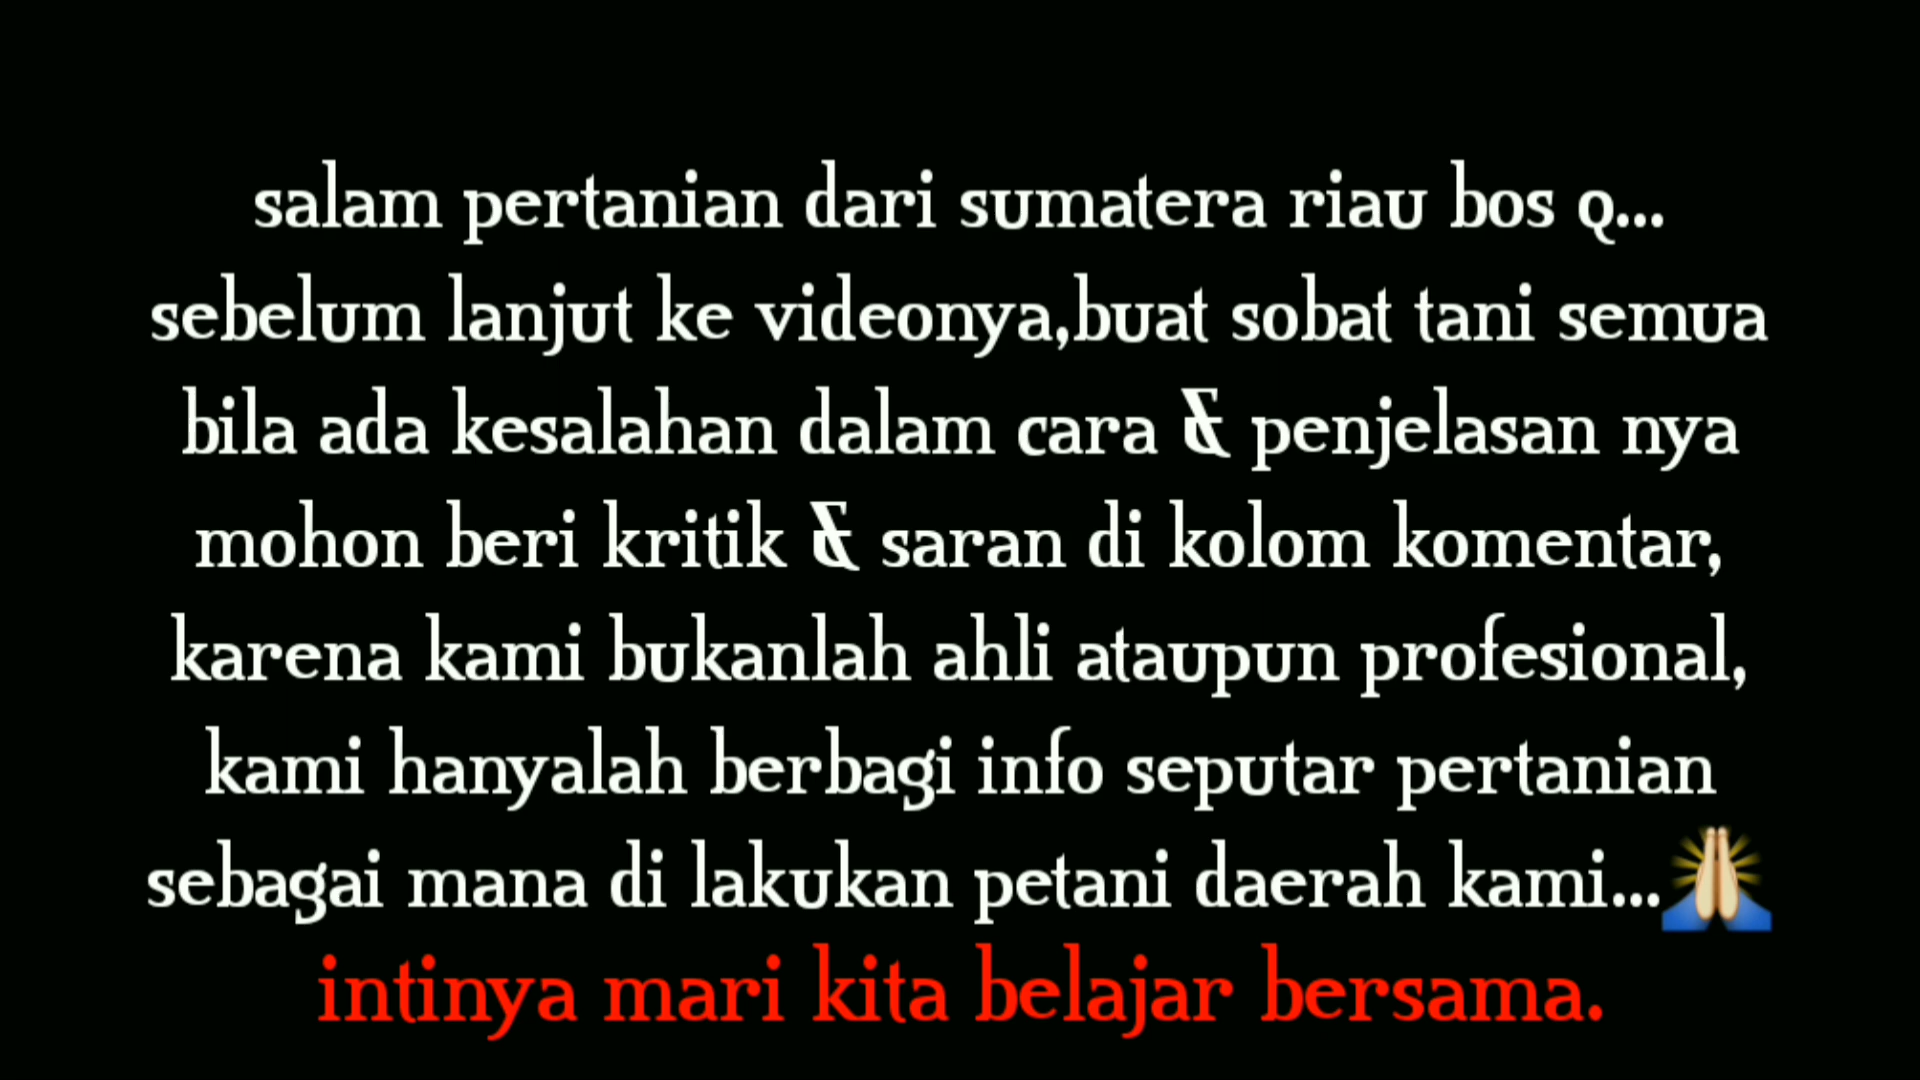 salam pertanian dari sumatera riau bos q...
sebelum lanjut ke videonya,buat sobat tani semua
bila ada kesalahan dalam cara & penjelasan nya
mohon beri kritik & saran di kolom komentar,
karena kami bukanlah ahli ataupun profesional,
kami hanyalah berbagi info seputar pertanian
sebagai mana di lakukan petani daerah kami...🙏
intinya mari kita belajar bersama.